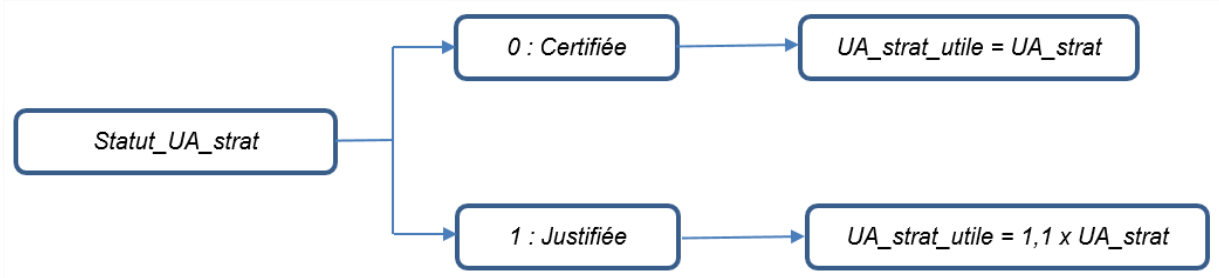 0 : Certifiée
UA_strat_utile = UA_strat
Statut_UA_strat
1 : Justifiée
UA_strat_utile = 1,1 x UA_strat